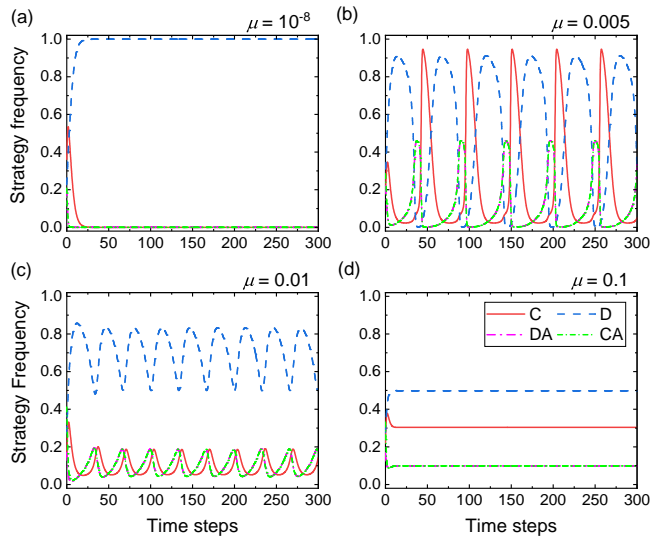 (a) μ = 10⁻⁸
(b) μ = 0.005
Strategy frequency
1.0
0.8
0.6
0.4
0.2
0.0
0 50 100 150 200 250 300
1.0
0.8
0.6
0.4
0.2
0.0
0 50 100 150 200 250 300
(c) μ = 0.01
(d) μ = 0.1
Strategy Frequency
1.0
0.8
0.6
0.4
0.2
0.0
0 50 100 150 200 250 300
Time steps
1.0
0.8
0.6
0.4
0.2
0.0
C D
DA CA
0 50 100 150 200 250 300
Time steps